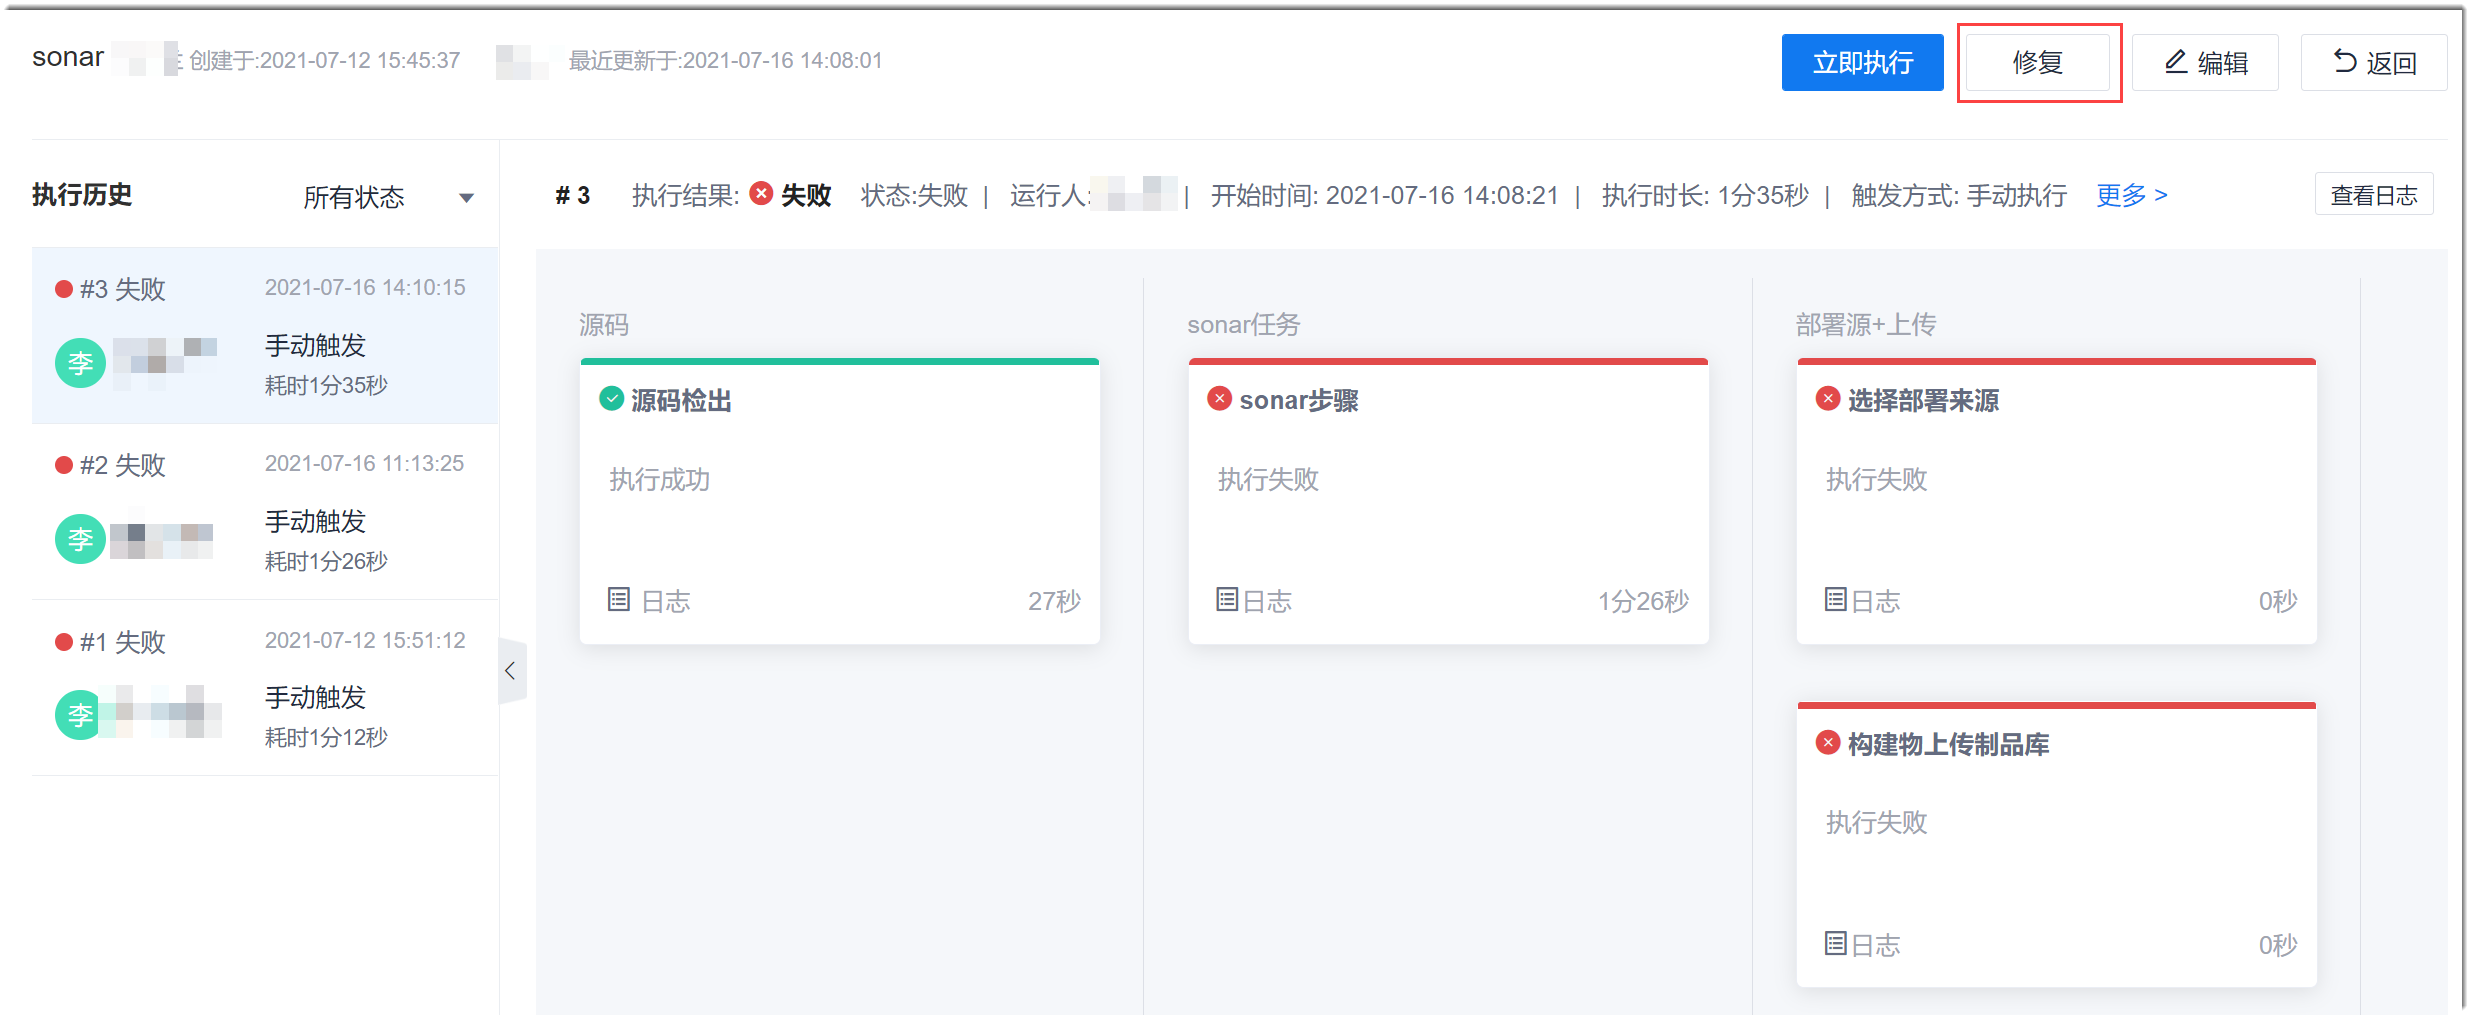 sonar 创建于:2021-07-12 15:45:37 最近更新于:2021-07-16 14:08:01
立即执行 修复 编辑 返回
执行历史 所有状态
# 3 执行结果: 失败 状态:失败 | 运行人: | 开始时间: 2021-07-16 14:08:21 | 执行时长: 1分35秒 | 触发方式: 手动执行 更多 > 查看日志
#3 失败 2021-07-16 14:10:15
李 手动触发
耗时1分35秒
#2 失败 2021-07-16 11:13:25
李 手动触发
耗时1分26秒
#1 失败 2021-07-12 15:51:12
李 手动触发
耗时1分12秒
源码
源码检出
执行成功
日志 27秒
sonar任务
sonar步骤
执行失败
日志 1分26秒
部署源+上传
选择部署来源
执行失败
日志 0秒
构建物上传制品库
执行失败
日志 0秒